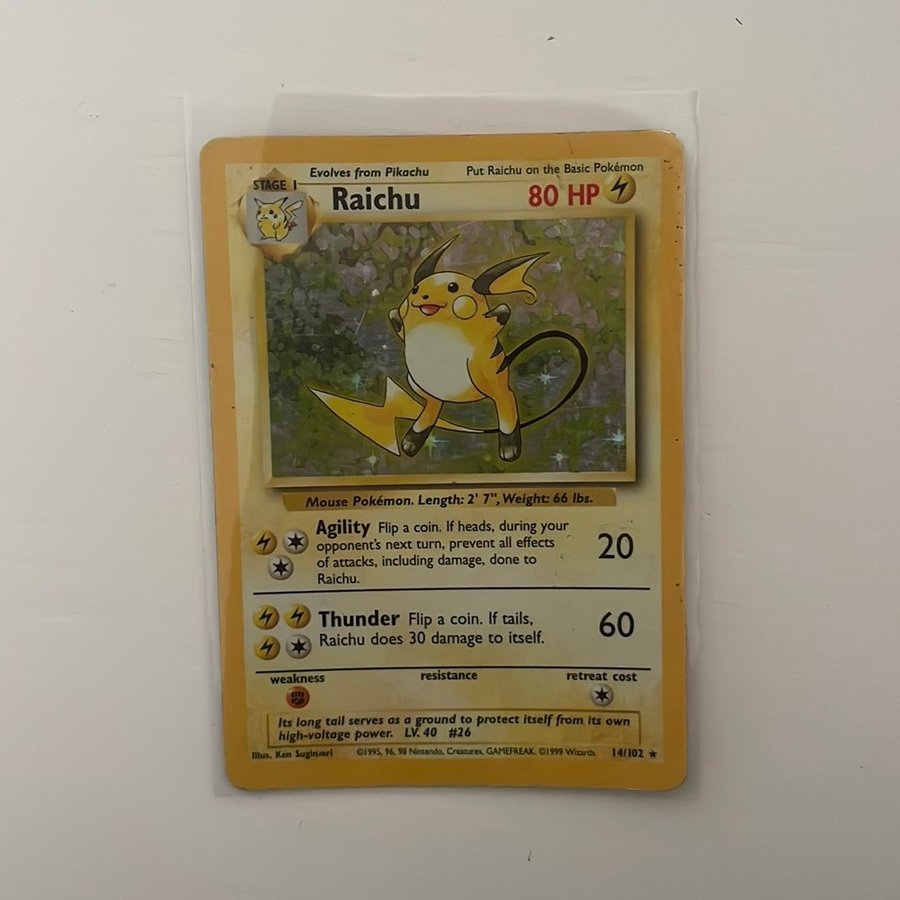 Evolves from Pikachu Put Raichu on the Basic Pokémon
STAGE 1 Raichu 80 HP
Mouse Pokémon. Length: 2' 7", Weight: 66 lbs.
Agility Flip a coin. If heads, during your
opponent's next turn, prevent all effects
of attacks, including damage, done to
Raichu.
20
Thunder Flip a coin. If tails,
Raichu does 30 damage to itself.
60
weakness resistance retreat cost
Its long tail serves as a ground to protect itself from its own
high-voltage power. LV. 40 #26
Illus. Ken Sugimori ©1995, 96, 98 Nintendo, Creatures, GAMEFREAK. ©1999 Wizards. 14/102 ★